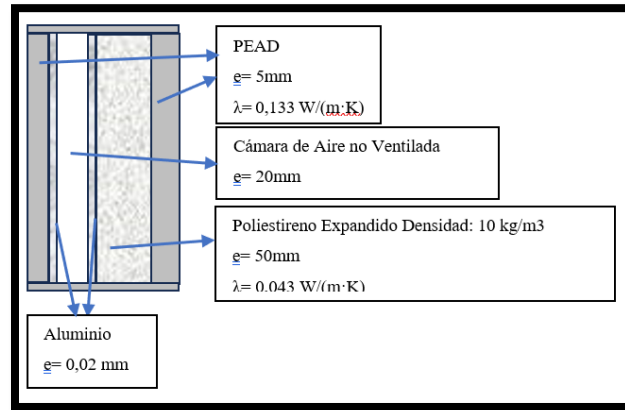 PEAD
e= 5mm
λ= 0,133 W/(m·K)
Cámara de Aire no Ventilada
e= 20mm
Poliestireno Expandido Densidad: 10 kg/m3
e= 50mm
λ= 0.043 W/(m·K)
Aluminio
e= 0,02 mm